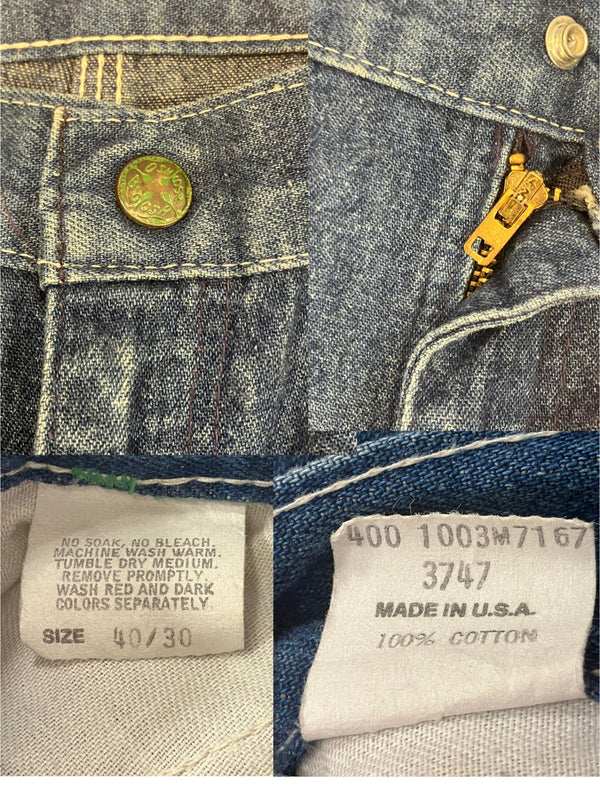 NO SOAK, NO BLEACH.
MACHINE WASH WARM.
TUMBLE DRY MEDIUM.
REMOVE PROMPTLY.
WASH RED AND DARK
COLORS SEPARATELY.
SIZE 40/30
400 1003M7167
3747
MADE IN U.S.A.
100% COTTON